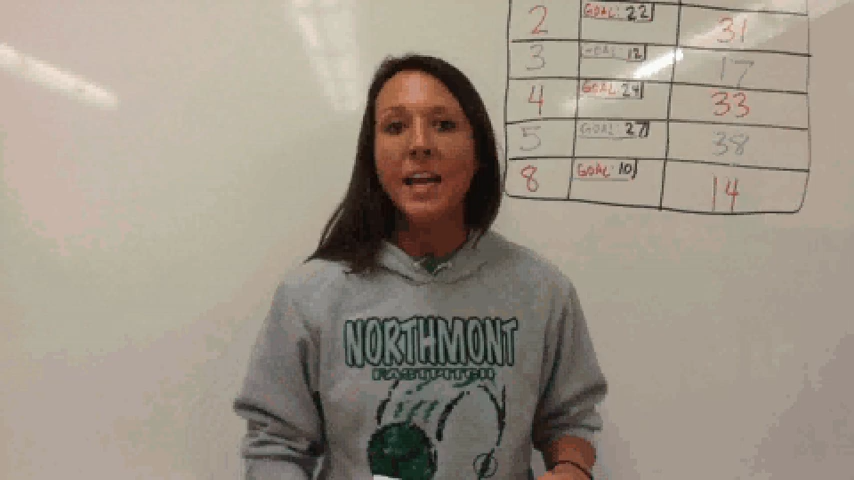 2 GOAL: 22 31
3 GOAL: 12 17
4 GOAL: 24 33
5 GOAL: 27 38
8 GOAL: 10 14
NORTHMONT
FASTPITCH